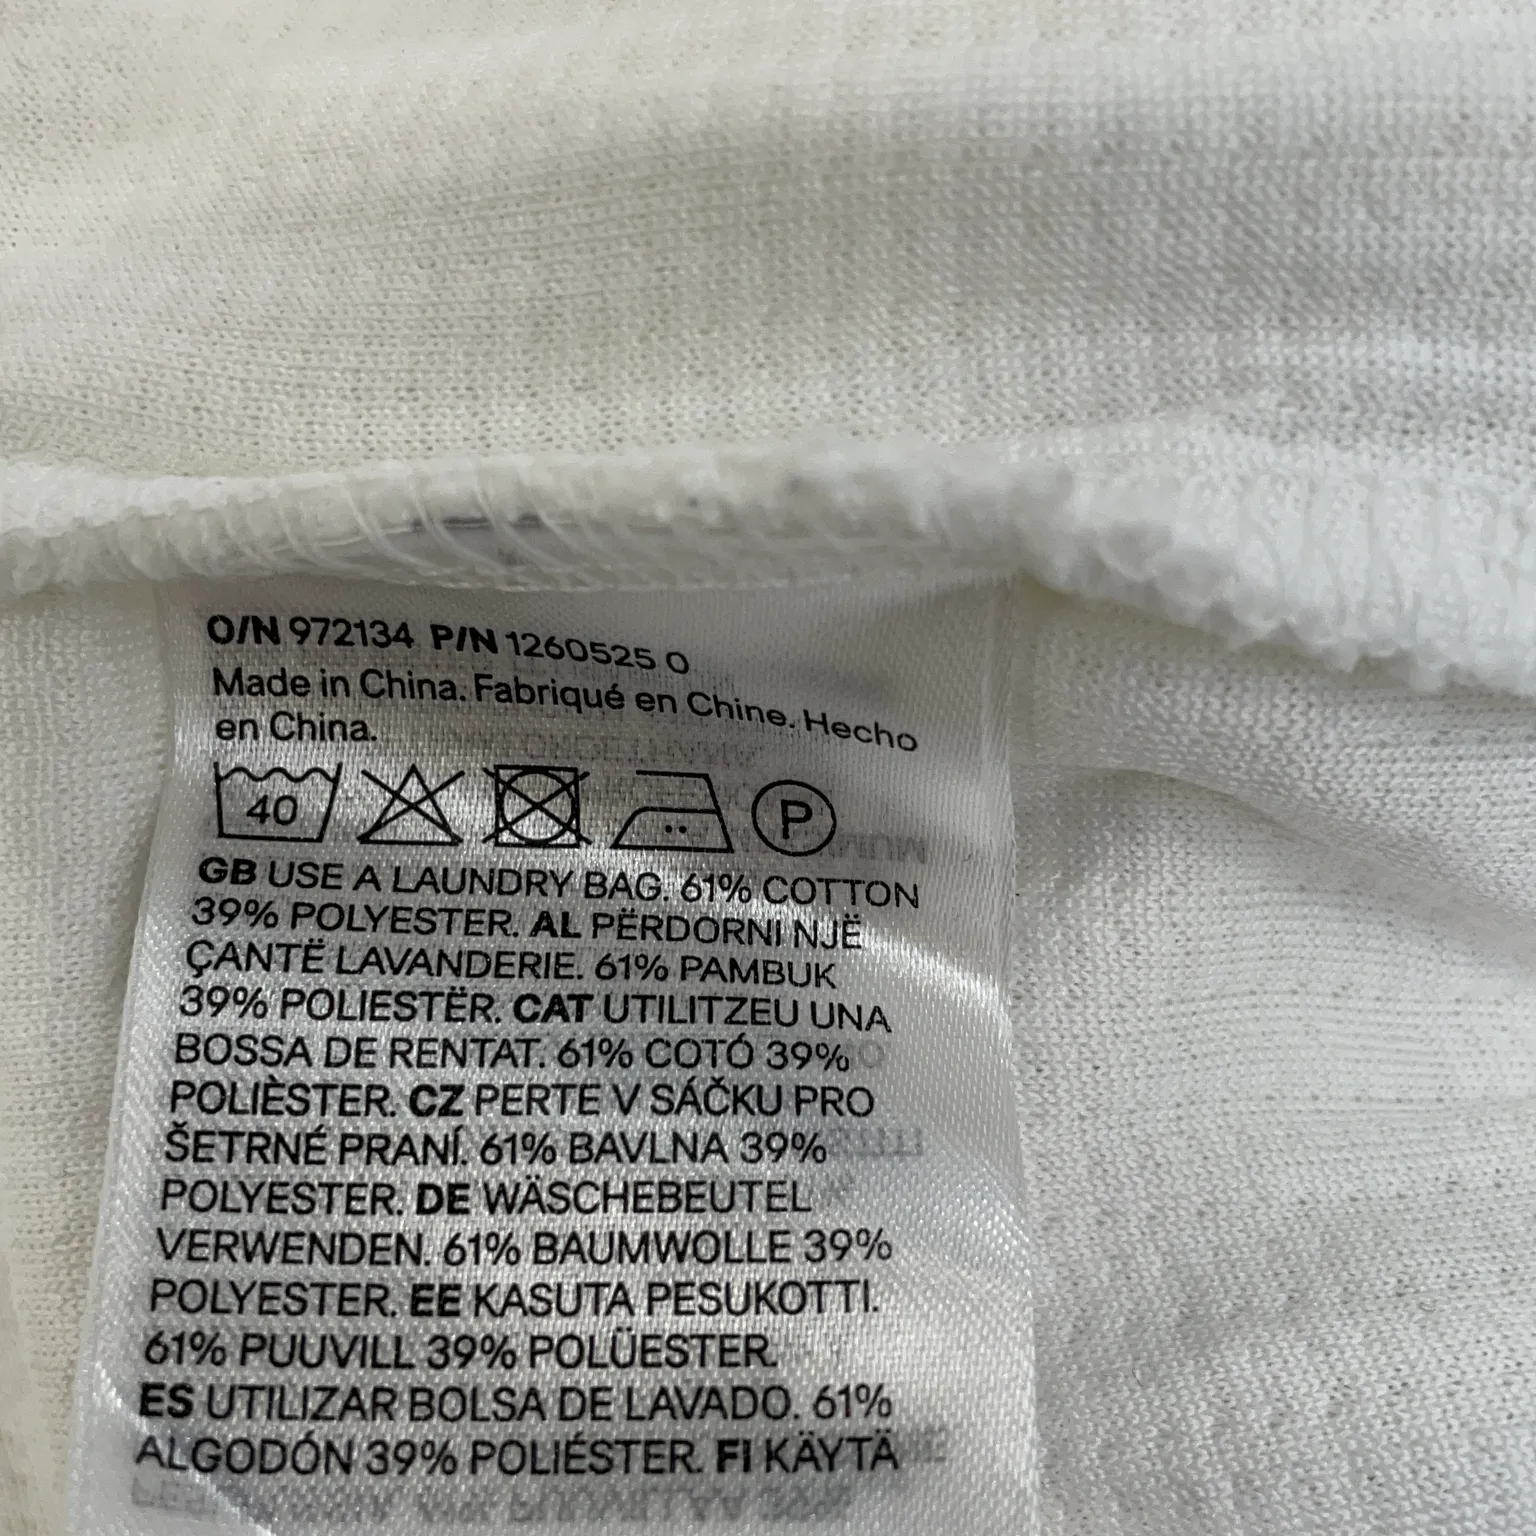 O/N 972134 P/N 1260525 O
Made in China. Fabriqué en Chine. Hecho
en China.
40 P
GB USE A LAUNDRY BAG. 61% COTTON
39% POLYESTER. AL PËRDORNI NJË
ÇANTË LAVANDERIE. 61% PAMBUK
39% POLIESTËR. CAT UTILITZEU UNA
BOSSA DE RENTAT. 61% COTÓ 39%
POLIÈSTER. CZ PERTE V SÁČKU PRO
ŠETRNÉ PRANÍ. 61% BAVLNA 39%
POLYESTER. DE WÄSCHEBEUTEL
VERWENDEN. 61% BAUMWOLLE 39%
POLYESTER. EE KASUTA PESUKOTTI.
61% PUUVILL 39% POLÜESTER.
ES UTILIZAR BOLSA DE LAVADO. 61%
ALGODÓN 39% POLIÉSTER. FI KÄYTÄ